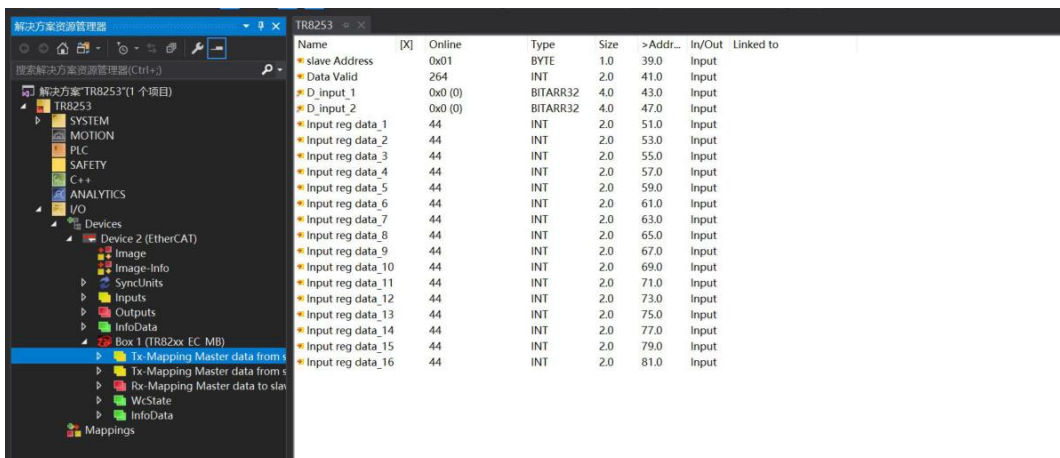 解决方案资源管理器
搜索解决方案资源管理器(Ctrl+;)
解决方案"TR8253"(1 个项目)
TR8253
SYSTEM
MOTION
PLC
SAFETY
C++
ANALYTICS
I/O
Devices
Device 2 (EtherCAT)
Image
Image-Info
SyncUnits
Inputs
Outputs
InfoData
Box 1 (TR82xx EC MB)
Tx-Mapping Master data from s
Tx-Mapping Master data from s
Rx-Mapping Master data to slav
WcState
InfoData
Mappings
TR8253
Name [X] Online Type Size >Addr... In/Out Linked to
slave Address 0x01 BYTE 1.0 39.0 Input
Data Valid 264 INT 2.0 41.0 Input
D_input_1 0x0 (0) BITARR32 4.0 43.0 Input
D_input_2 0x0 (0) BITARR32 4.0 47.0 Input
Input reg data_1 44 INT 2.0 51.0 Input
Input reg data_2 44 INT 2.0 53.0 Input
Input reg data_3 44 INT 2.0 55.0 Input
Input reg data_4 44 INT 2.0 57.0 Input
Input reg data_5 44 INT 2.0 59.0 Input
Input reg data_6 44 INT 2.0 61.0 Input
Input reg data_7 44 INT 2.0 63.0 Input
Input reg data_8 44 INT 2.0 65.0 Input
Input reg data_9 44 INT 2.0 67.0 Input
Input reg data_10 44 INT 2.0 69.0 Input
Input reg data_11 44 INT 2.0 71.0 Input
Input reg data_12 44 INT 2.0 73.0 Input
Input reg data_13 44 INT 2.0 75.0 Input
Input reg data_14 44 INT 2.0 77.0 Input
Input reg data_15 44 INT 2.0 79.0 Input
Input reg data_16 44 INT 2.0 81.0 Input